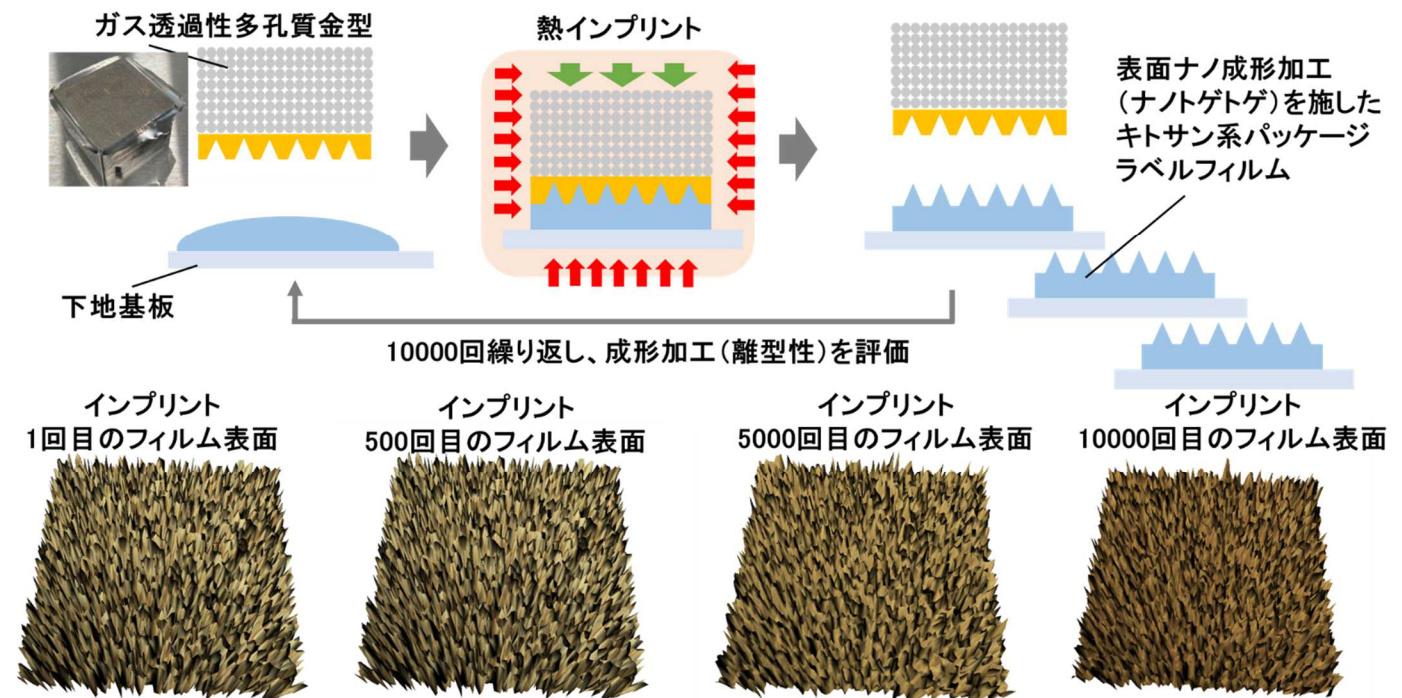 ガス透過性多孔質金型
熱インプリント
表面ナノ成形加工
（ナノトゲトゲ）を施した
キトサン系パッケージ
ラベルフィルム
下地基板
10000回繰り返し、成形加工（離型性）を評価
インプリント
1回目のフィルム表面
インプリント
500回目のフィルム表面
インプリント
5000回目のフィルム表面
インプリント
10000回目のフィルム表面